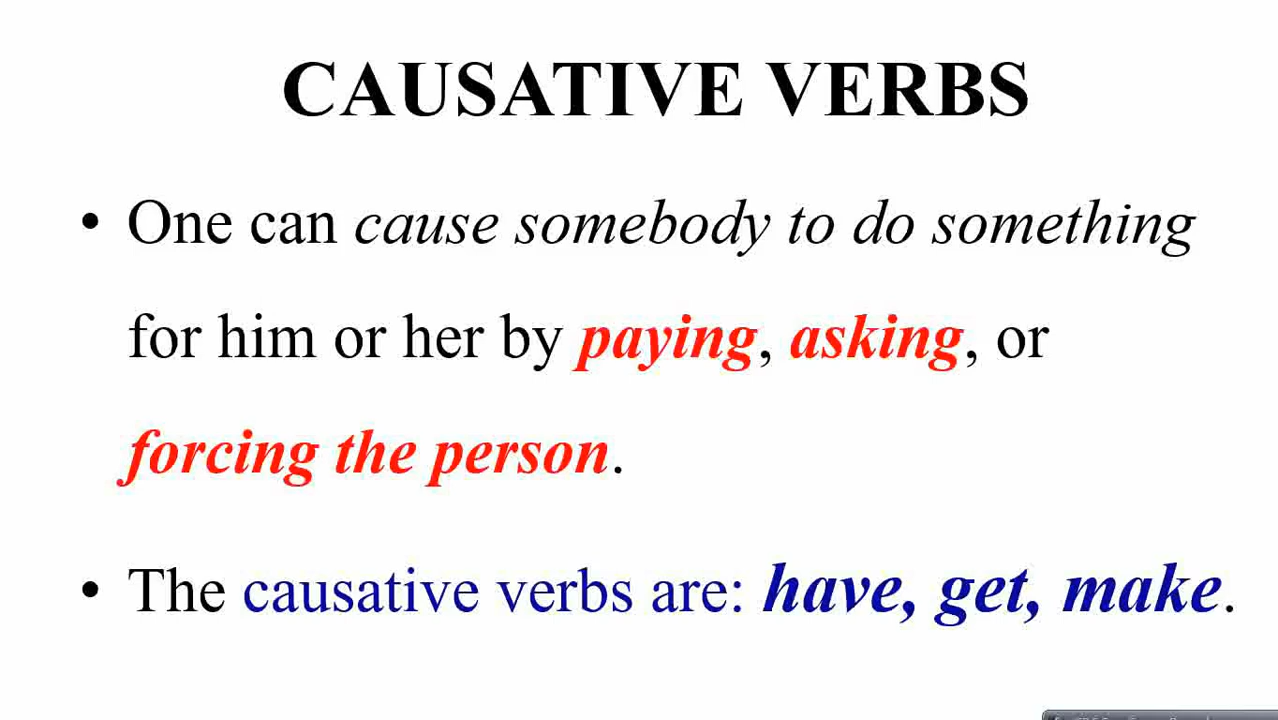 CAUSATIVE VERBS
• One can cause somebody to do something
for him or her by paying, asking, or
forcing the person.
• The causative verbs are: have, get, make.